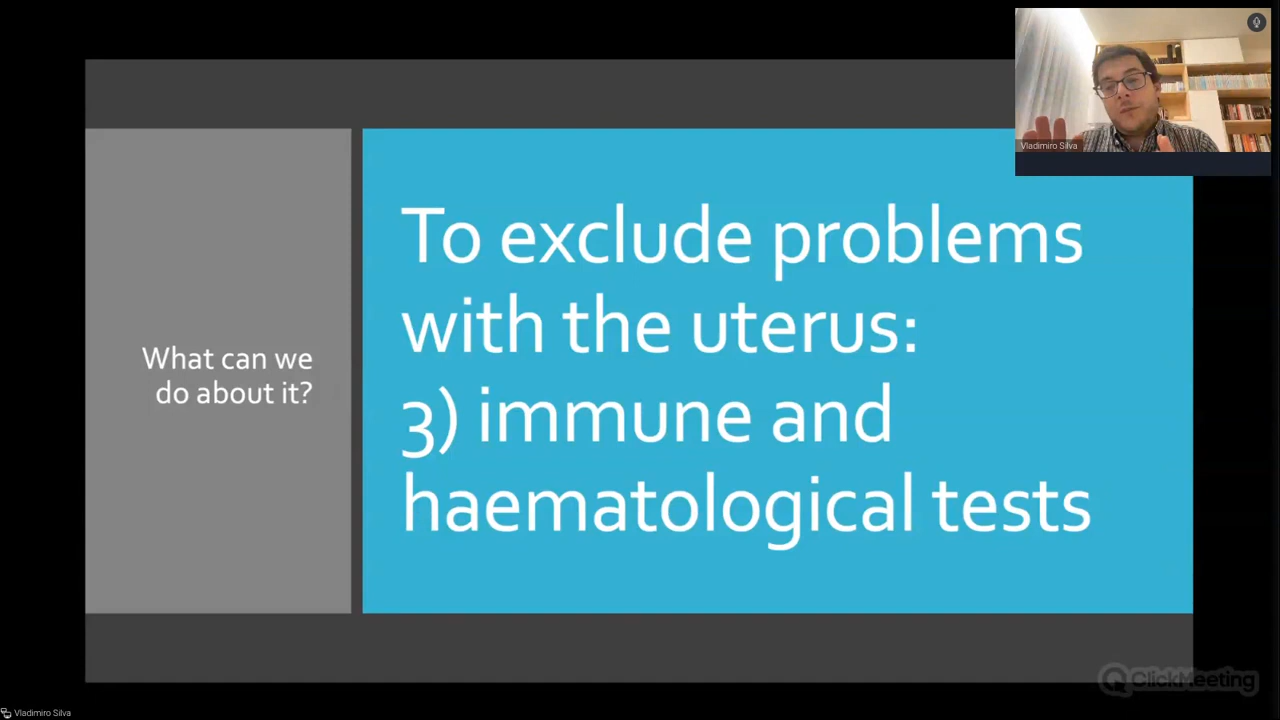 Vladimiro Silva
To exclude problems
with the uterus:
3) immune and
haematological tests
What can we
do about it?
ClickMeeting
Vladimiro Silva